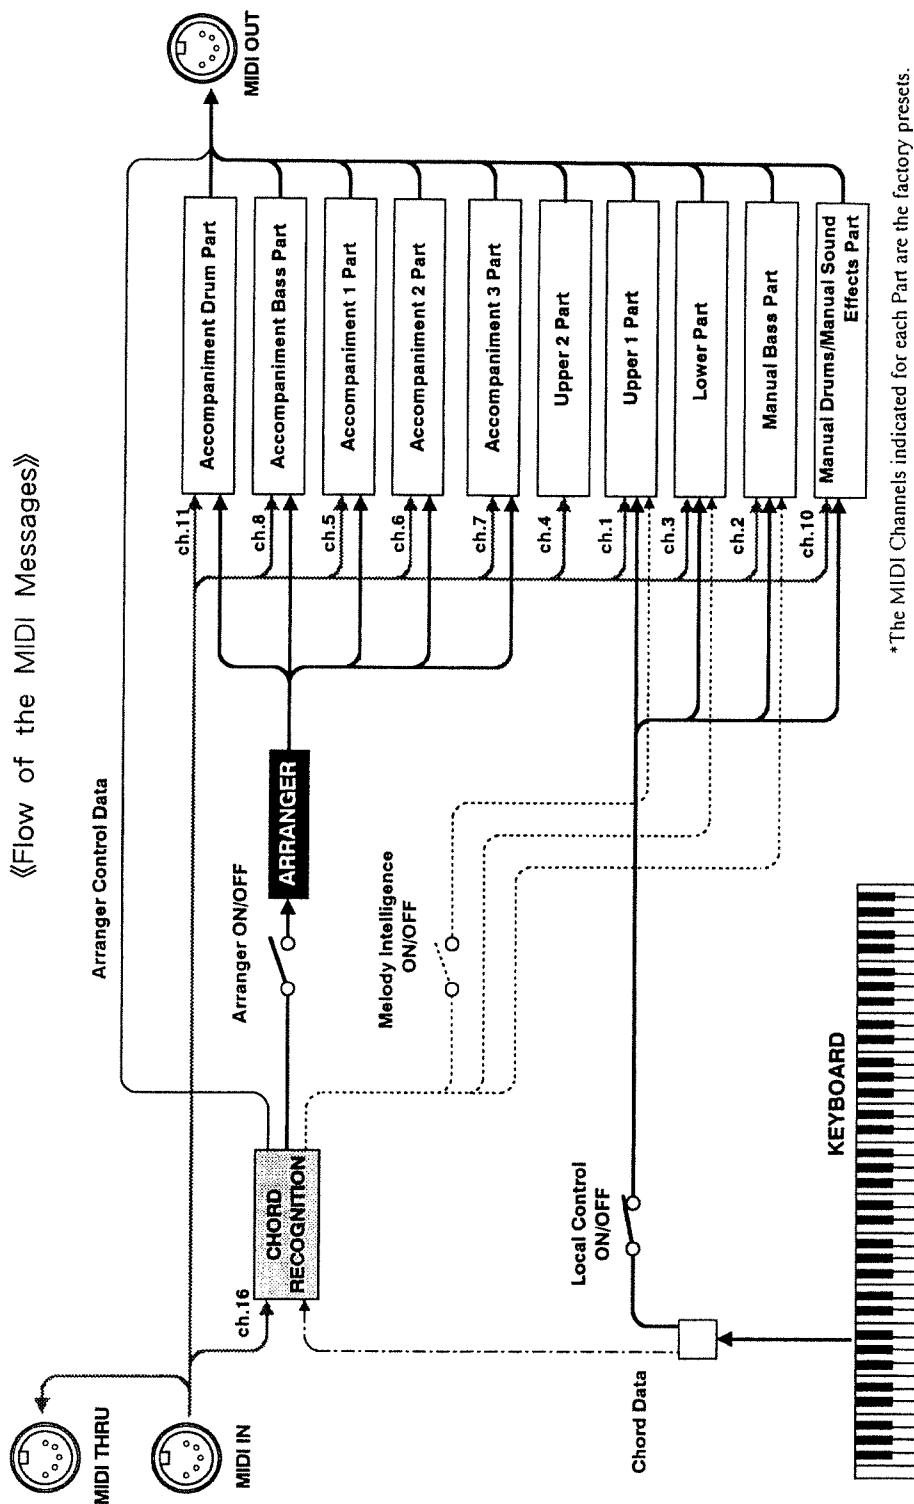 《Flow of the MIDI Messages》
MIDI THRU
MIDI IN
ch.16
CHORD
RECOGNITION
Arranger Control Data
Arranger ON/OFF
ARRANGER
Melody Intelligence
ON/OFF
Local Control
ON/OFF
Chord Data
KEYBOARD
MIDI OUT
ch.11
Accompaniment Drum Part
ch.8
Accompaniment Bass Part
ch.5
Accompaniment 1 Part
ch.6
Accompaniment 2 Part
ch.7
Accompaniment 3 Part
ch.4
Upper 2 Part
ch.1
Upper 1 Part
ch.3
Lower Part
ch.2
Manual Bass Part
ch.10
Manual Drums/Manual Sound
Effects Part
*The MIDI Channels indicated for each Part are the factory presets.